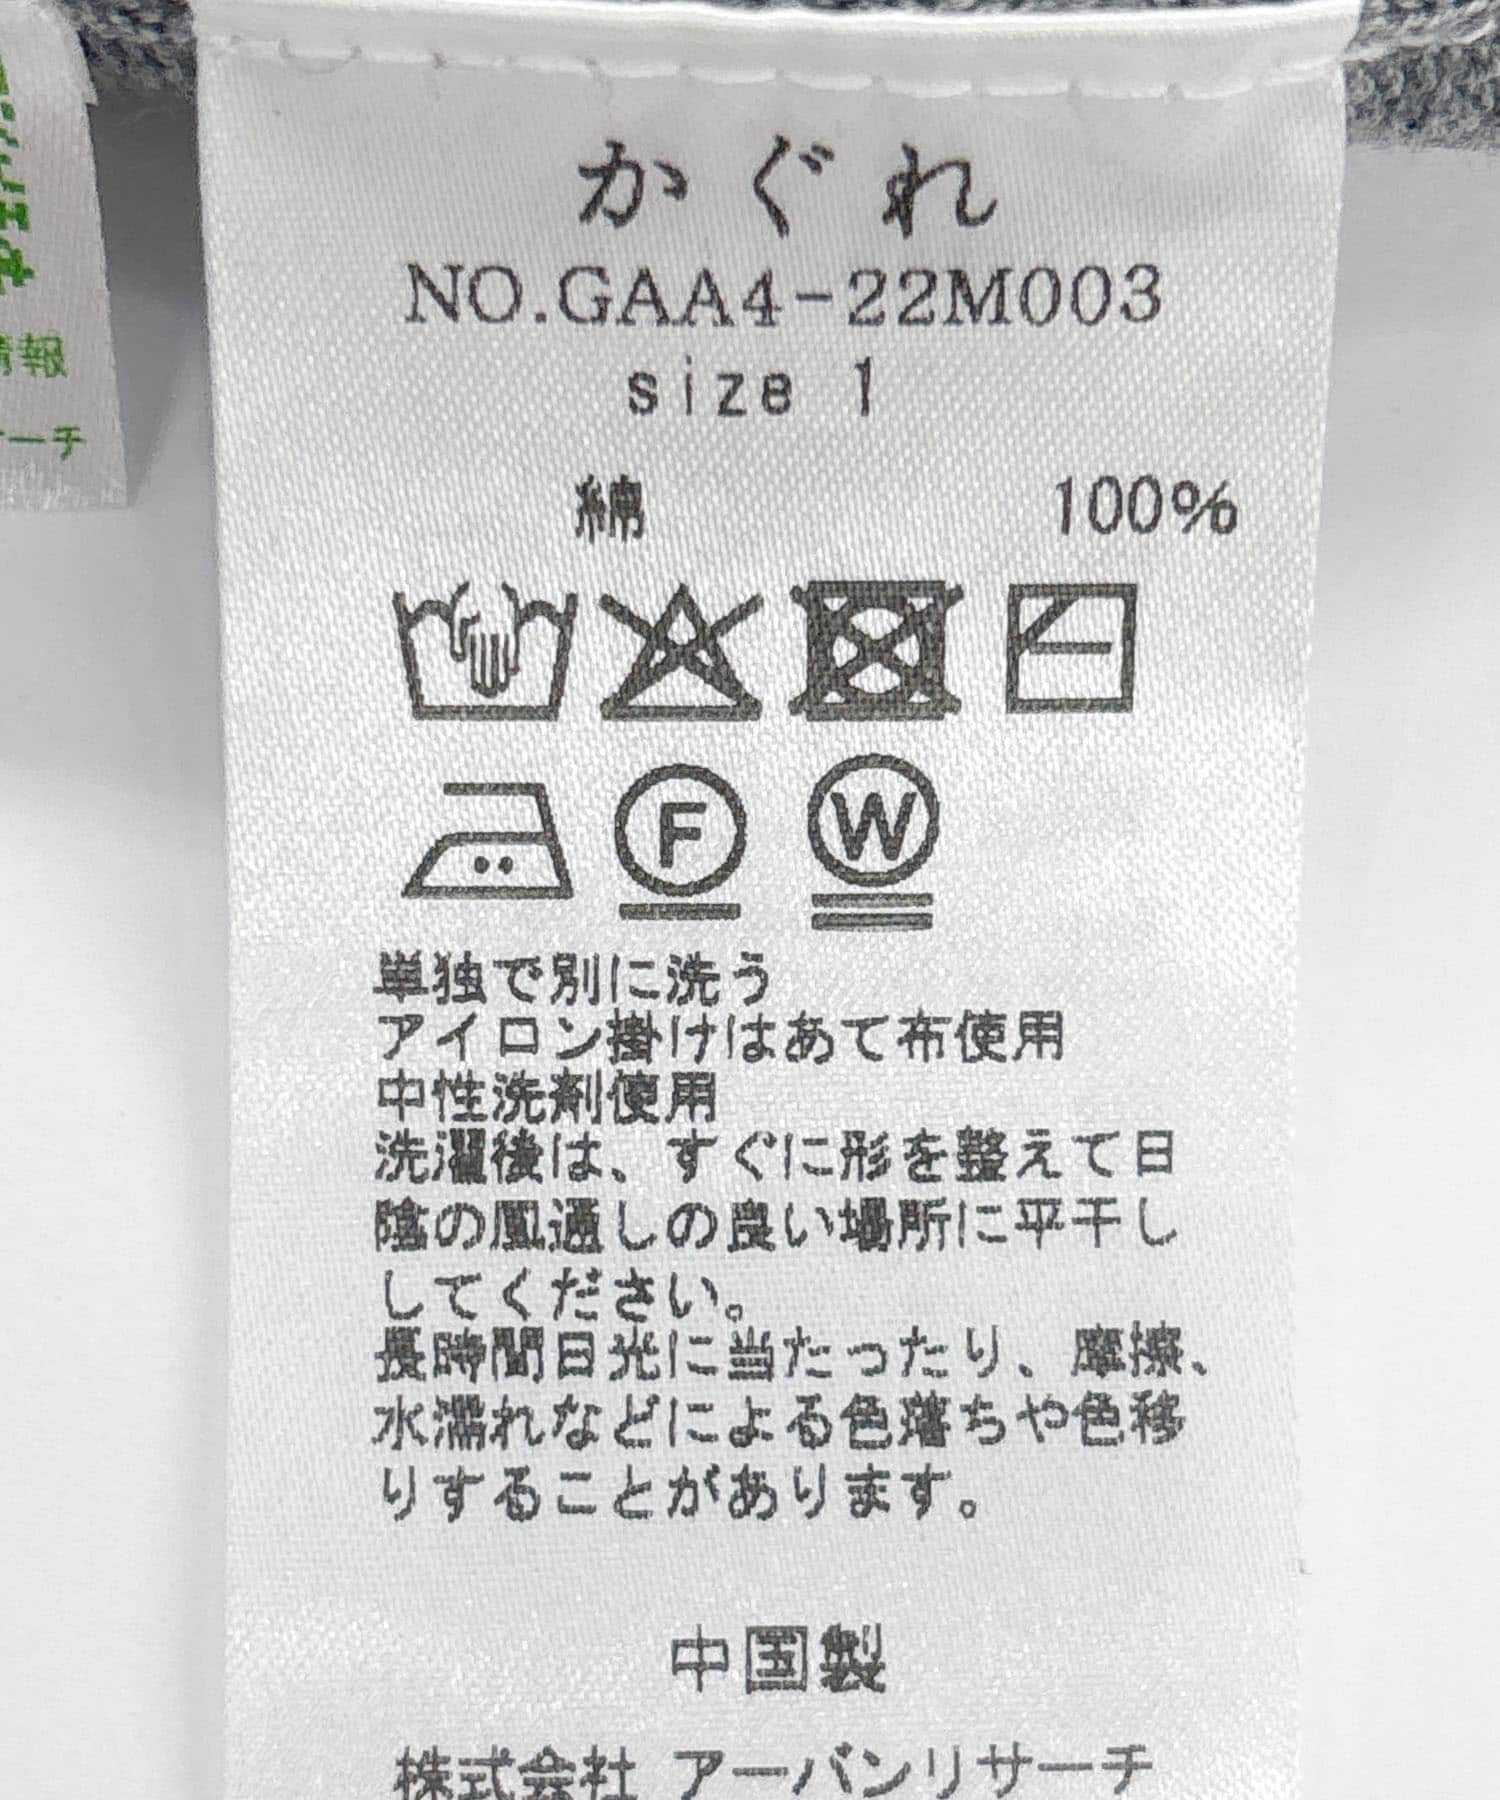 情報
ーチ
かぐれ
NO.GAA4-22M003
size 1
綿 100%
F W
単独で別に洗う
アイロン掛けはあて布使用
中性洗剤使用
洗濯後は、すぐに形を整えて日
陰の風通しの良い場所に平干し
してください。
長時間日光に当たったり、摩擦、
水濡れなどによる色落ちや色移
りすることがあります。
中国製
株式会社 アーバンリサーチ